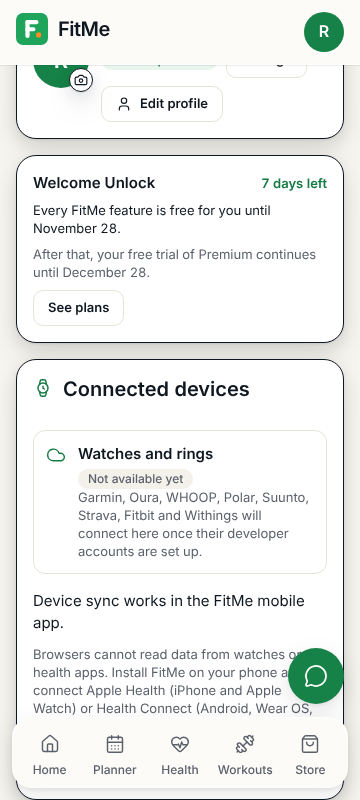 FitMe
R
Edit profile
Welcome Unlock
7 days left
Every FitMe feature is free for you until
November 28.
After that, your free trial of Premium continues
until December 28.
See plans
Connected devices
Watches and rings
Not available yet
Garmin, Oura, WHOOP, Polar, Suunto,
Strava, Fitbit and Withings will
connect here once their developer
accounts are set up.
Device sync works in the FitMe mobile
app.
Browsers cannot read data from watches or
health apps. Install FitMe on your phone
connect Apple Health (iPhone and Apple
Watch) or Health Connect (Android, Wear OS,
Home
Planner
Health
Workouts
Store